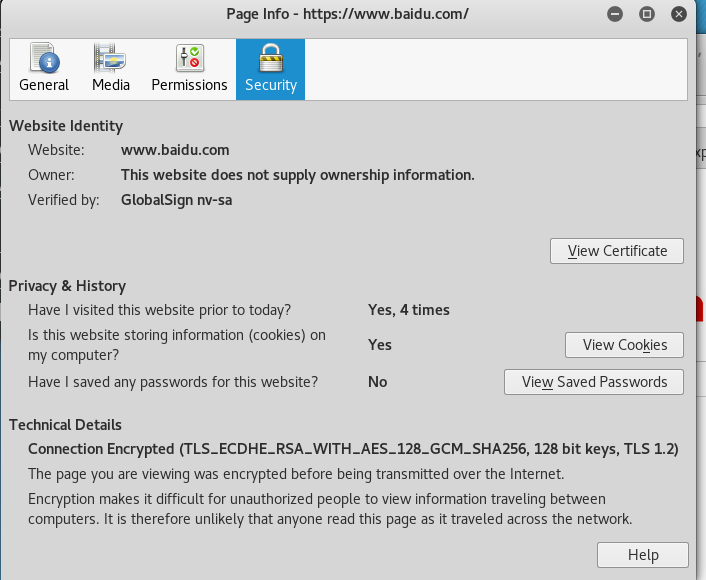 Page Info - https://www.baidu.com/
General Media Permissions Security
Website Identity
Website: www.baidu.com
Owner: This website does not supply ownership information.
Verified by: GlobalSign nv-sa
View Certificate
Privacy & History
Have I visited this website prior to today? Yes, 4 times
Is this website storing information (cookies) on
my computer? Yes View Cookies
Have I saved any passwords for this website? No View Saved Passwords
Technical Details
Connection Encrypted (TLS_ECDHE_RSA_WITH_AES_128_GCM_SHA256, 128 bit keys, TLS 1.2)
The page you are viewing was encrypted before being transmitted over the Internet.
Encryption makes it difficult for unauthorized people to view information traveling between
computers. It is therefore unlikely that anyone read this page as it traveled across the network.
Help